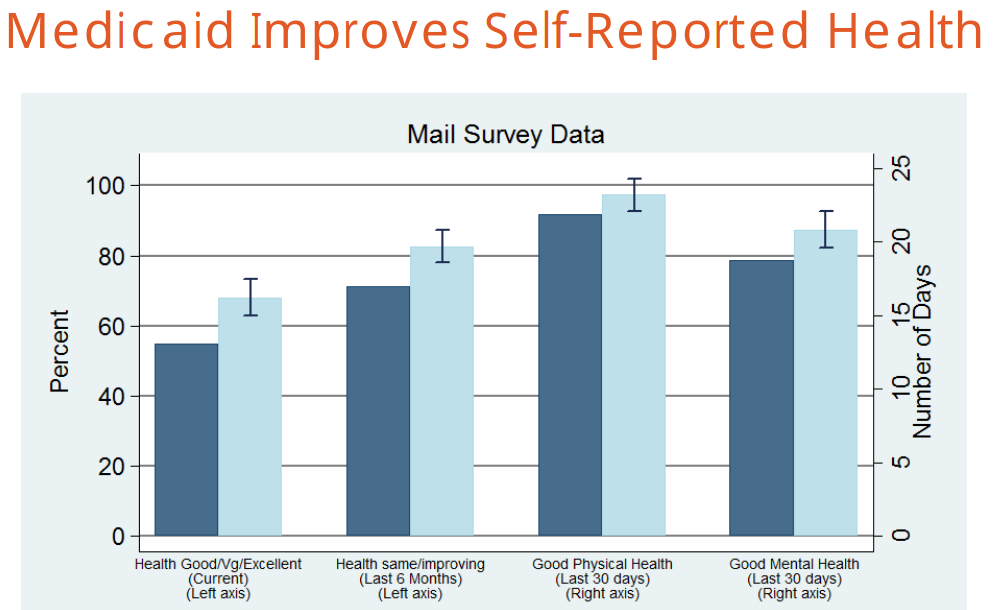 Medicaid Improves Self-Reported Health
Mail Survey Data
Percent
100
80
60
40
20
0
25
20
15
10
5
0
Number of Days
Health Good/Vg/Excellent
(Current)
(Left axis)
Health same/improving
(Last 6 Months)
(Left axis)
Good Physical Health
(Last 30 days)
(Right axis)
Good Mental Health
(Last 30 days)
(Right axis)